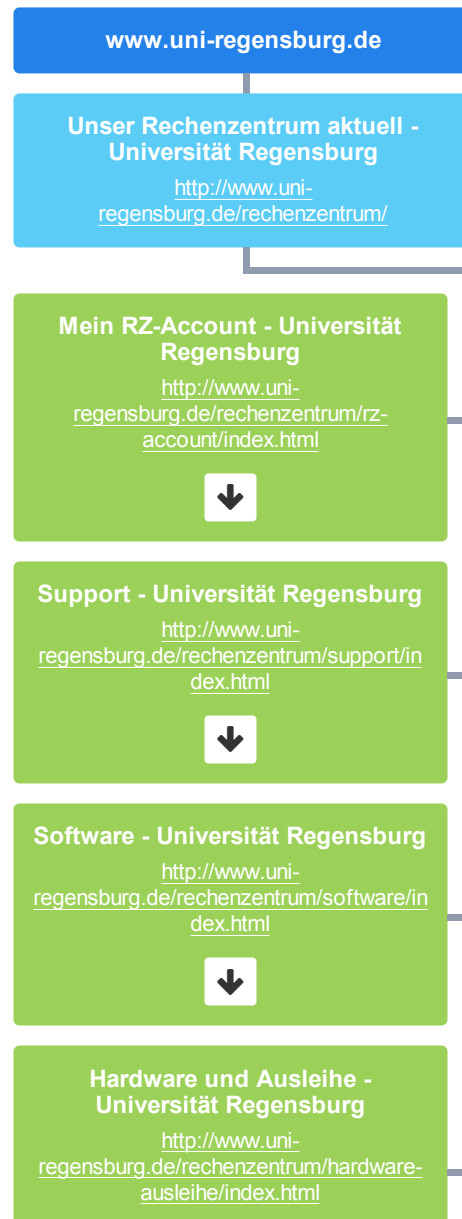 www.uni-regensburg.de
Unser Rechenzentrum aktuell -
Universität Regensburg
http://www.uni-
regensburg.de/rechenzentrum/
Mein RZ-Account - Universität
Regensburg
http://www.uni-
regensburg.de/rechenzentrum/rz-
account/index.html
Support - Universität Regensburg
http://www.uni-
regensburg.de/rechenzentrum/support/in
dex.html
Software - Universität Regensburg
http://www.uni-
regensburg.de/rechenzentrum/software/in
dex.html
Hardware und Ausleihe -
Universität Regensburg
http://www.uni-
regensburg.de/rechenzentrum/hardware-
ausleihe/index.html